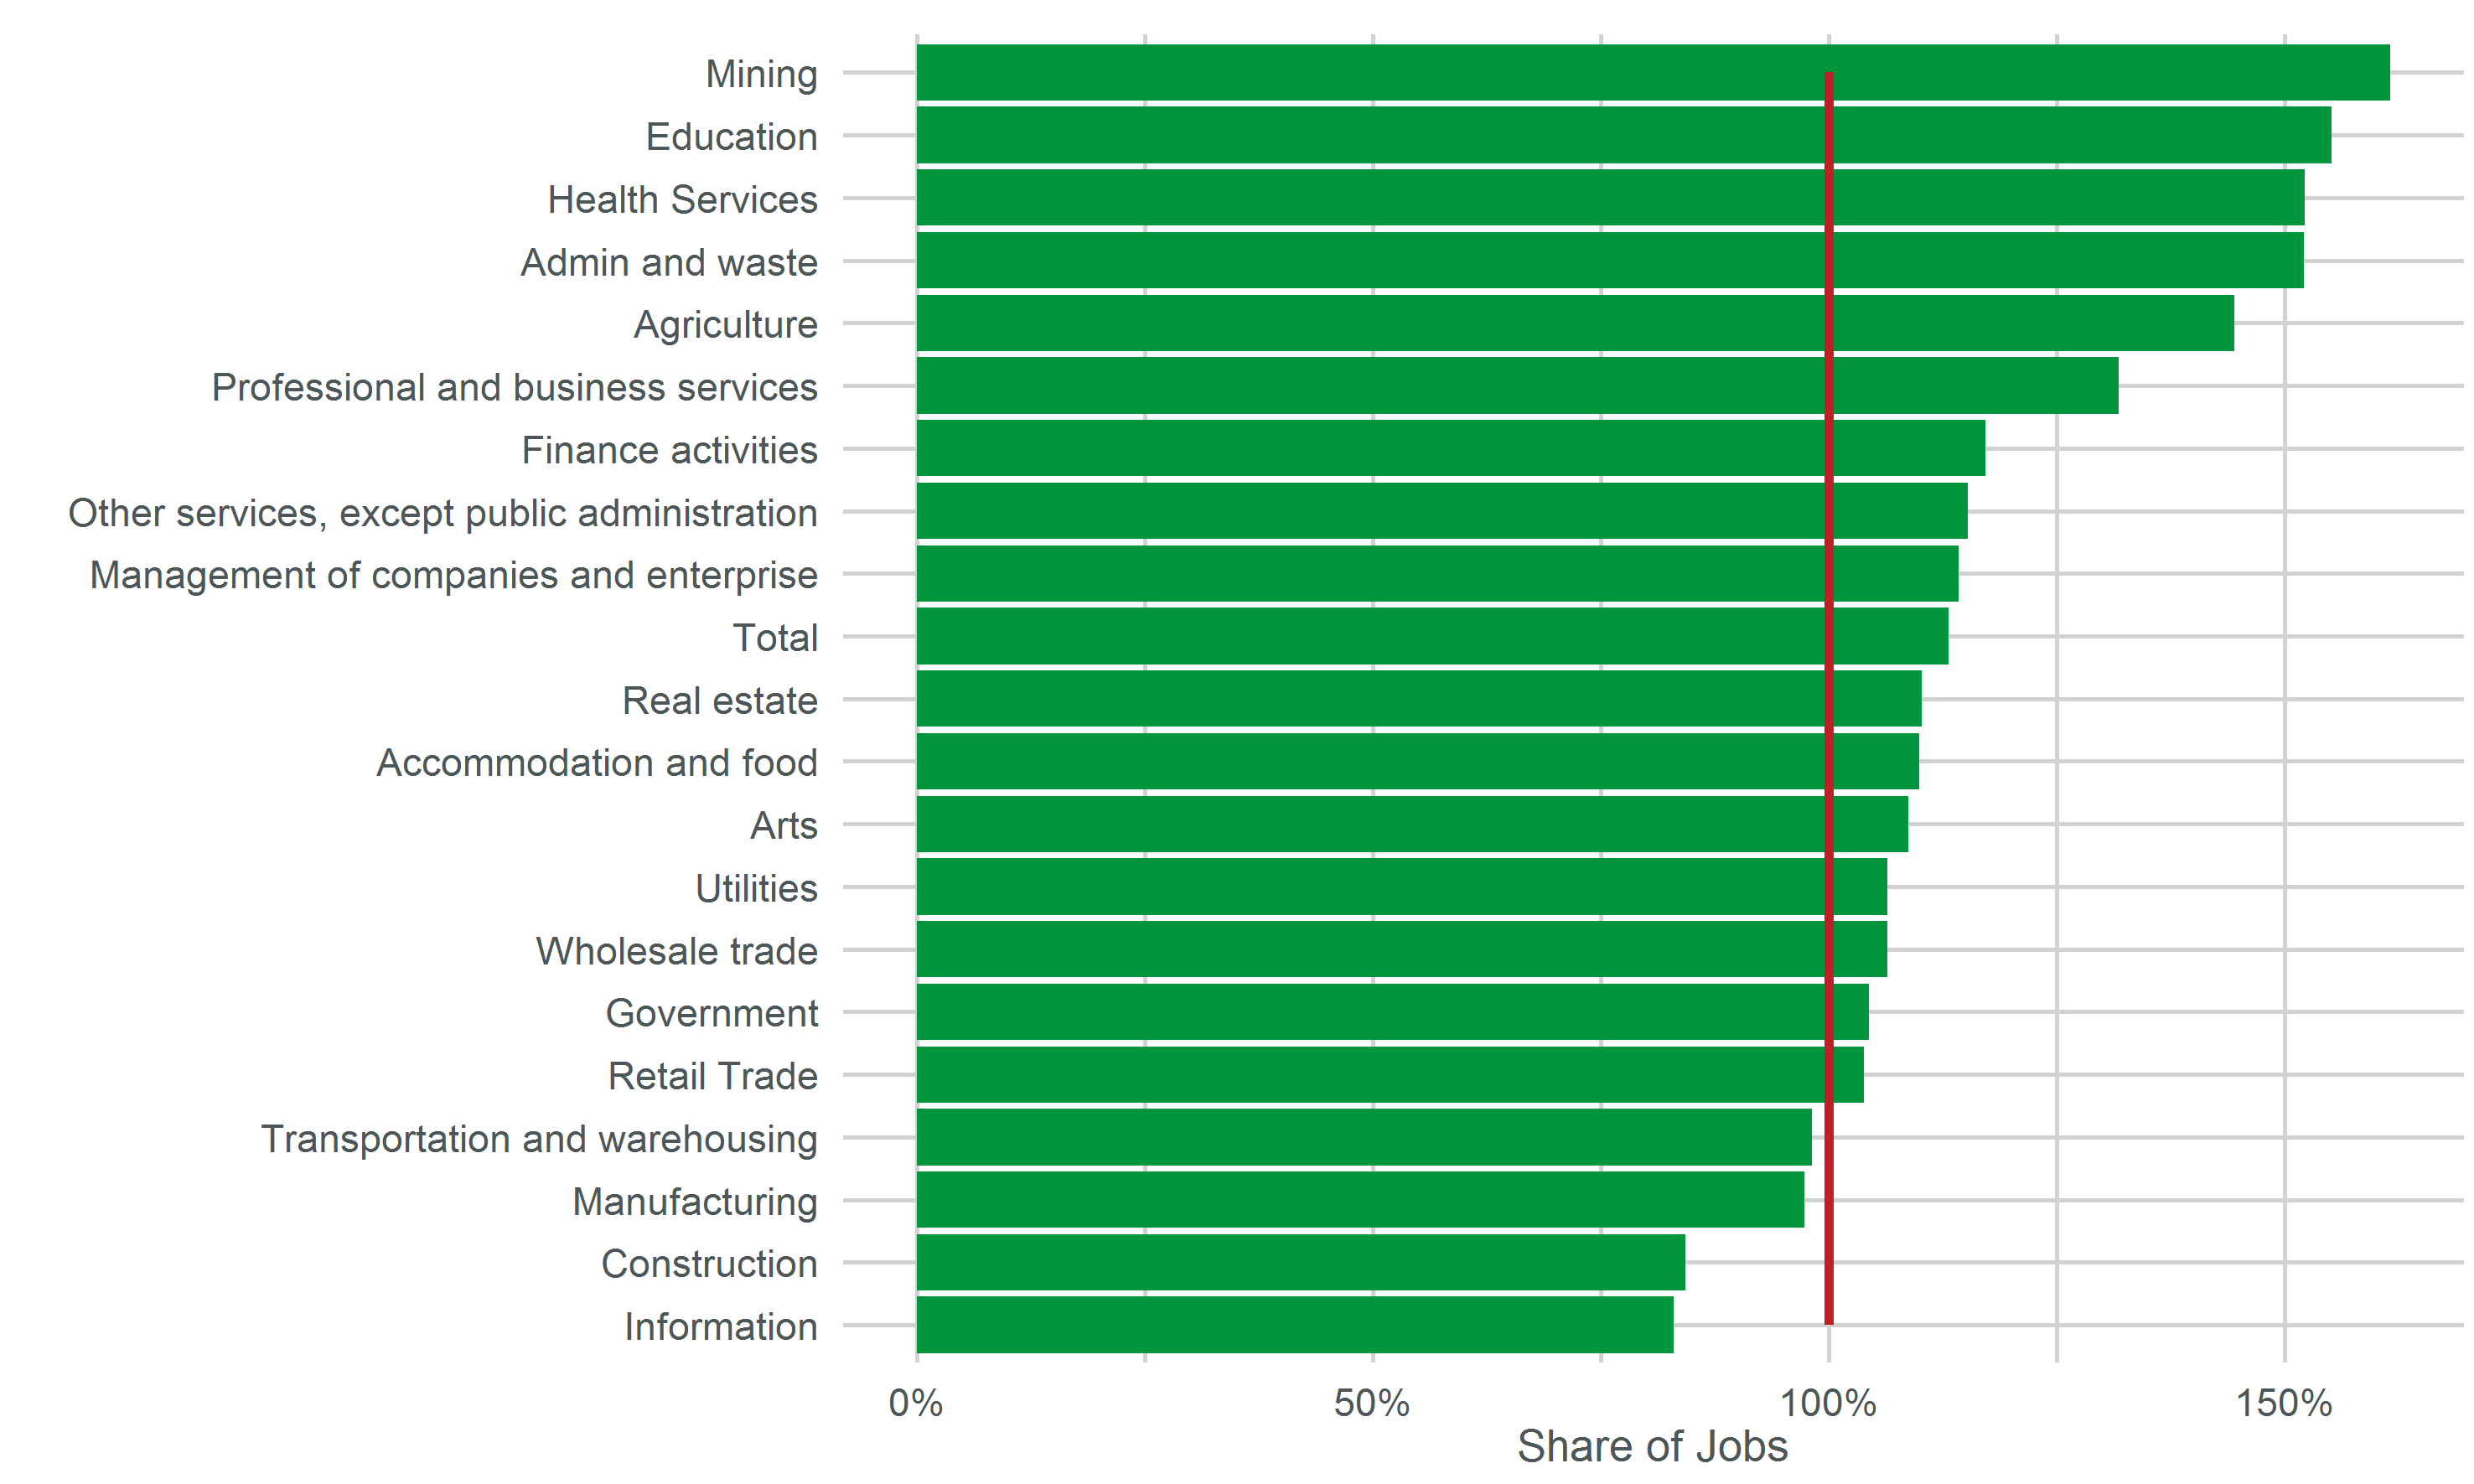 Mining
Education
Health Services
Admin and waste
Agriculture
Professional and business services
Finance activities
Other services, except public administration
Management of companies and enterprise
Total
Real estate
Accommodation and food
Arts
Utilities
Wholesale trade
Government
Retail Trade
Transportation and warehousing
Manufacturing
Construction
Information
0% 50% 100% 150%
Share of Jobs